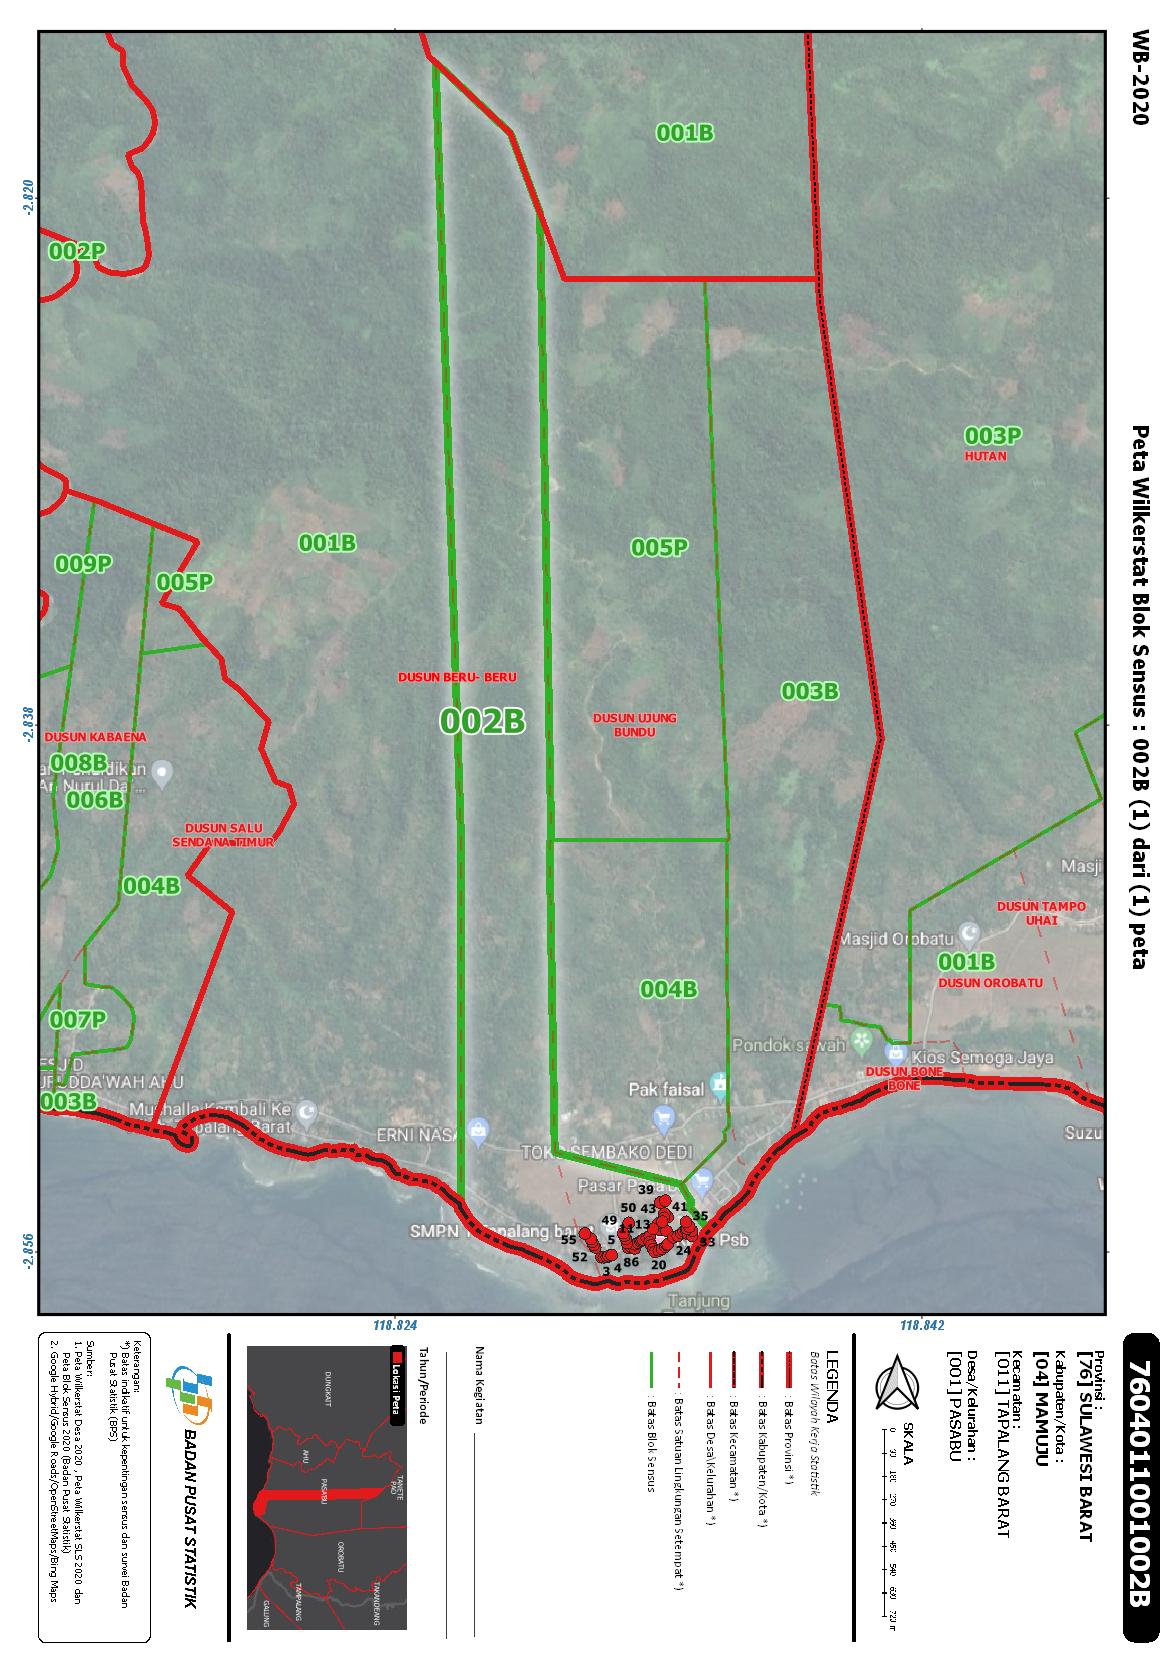 WB-2020
Peta Wilkerstat Blok Sensus : 002B (1) dari (1) peta
-2.820
-2.838
-2.856
118.824
118.842
001B
002P
003P
HUTAN
001B
005P
009P
005P
003B
DUSUN BERU- BERU
002B
DUSUN UJUNG
BUNDU
DUSUN KABAENA
008B
006B
An Nurul Da'...
DUSUN SALU
SENDANA TIMUR
004B
Masji
DUSUN TAMPO
UHAI
Masjid Orobatu
001B
DUSUN OROBATU
004B
007P
Pondok sawah
Kios Semoga Jaya
DUSUN BONE
BONE
Pak faisal
003B
Mushalla Kambali Ke
ERNI NASA
TOKO SEMBAKO DEDI
Suzu
39
50
43
41
35
49
11
13
5
33
55
52
3
4
86
20
24
Psb
Tanjung
7604011001002B
Provinsi :
[76] SULAWESI BARAT
Kabupaten/Kota :
[04] MAMUJU
Kecamatan :
[011] TAPALANG BARAT
Desa/Kelurahan :
[001] PASABU
SKALA
0 90 180 270 360 450 540 630 720 m
LEGENDA
Batas Wilayah Kerja Statistik
: Batas Provinsi *)
: Batas Kabupaten/Kota *)
: Batas Kecamatan *)
: Batas Desa\Kelurahan *)
: Batas Satuan Lingkungan Setempat *)
: Batas Blok Sensus
Nama Kegiatan
Tahun/Periode
Lokasi Peta
DUNGKAIT
AHU
PASABU
TANETE
PAO
OROBATU
TAMPALANG
TAKANDEANG
GALUNG
BADAN PUSAT STATISTIK
Keterangan:
*) Batas indikatif untuk kepentingan sensus dan survei Badan
Pusat Statistik (BPS)
Sumber:
1. Peta Wilkerstat Desa 2020 , Peta Wilkerstat SLS 2020 dan
Peta Blok Sensus 2020 (Badan Pusat Statistik)
2. Google Hybrid/Google Roads/OpenStreetMaps/Bing Maps